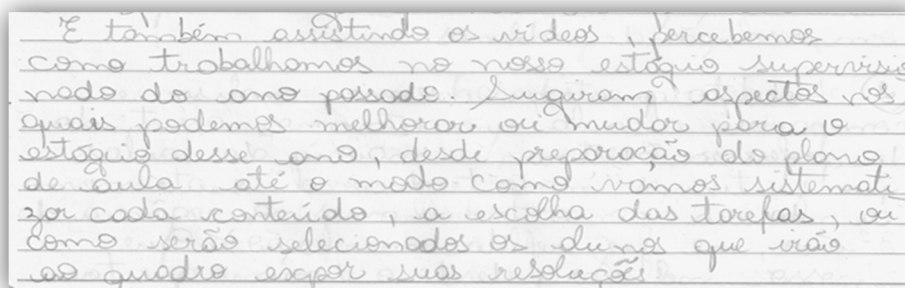 E também assistindo os vídeos, percebemos
como trabalhamos no nosso estágio supervisio
nado do ano passado. Sugiram aspectos nos
quais podemos melhorar ou mudar para o
estágio desse ano, desde preparação do plano
de aula até o modo como vamos sistemati
zar cada conteúdo, a escolha das tarefas, ou
como serão selecionados os alunos que irão
ao quadro expor suas resoluções